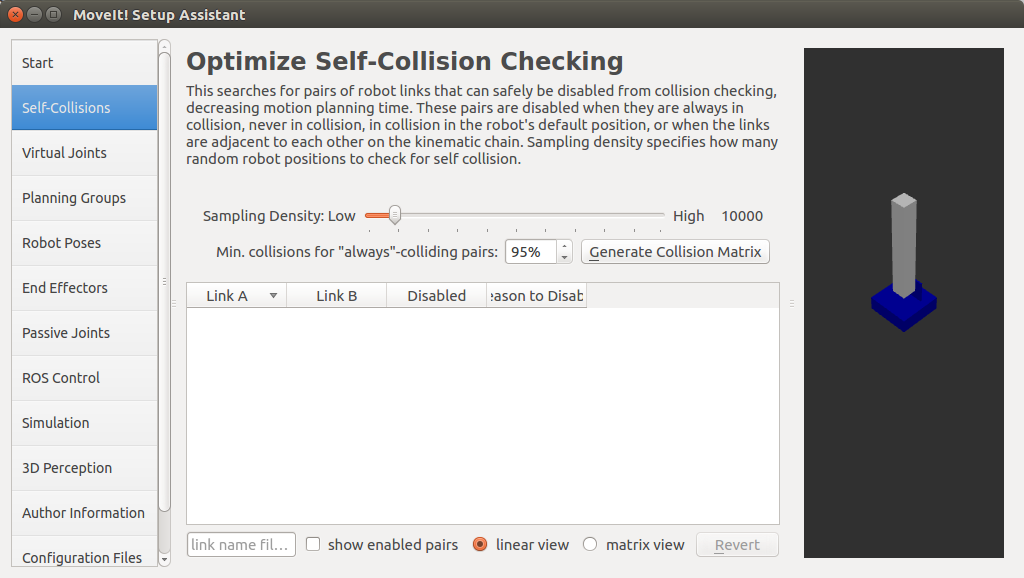 MoveIt! Setup Assistant
Start
Self-Collisions
Virtual Joints
Planning Groups
Robot Poses
End Effectors
Passive Joints
ROS Control
Simulation
3D Perception
Author Information
Configuration Files
Optimize Self-Collision Checking
This searches for pairs of robot links that can safely be disabled from collision checking,
decreasing motion planning time. These pairs are disabled when they are always in
collision, never in collision, in collision in the robot's default position, or when the links
are adjacent to each other on the kinematic chain. Sampling density specifies how many
random robot positions to check for self collision.
Sampling Density: Low High 10000
Min. collisions for "always"-colliding pairs: 95% Generate Collision Matrix
Link A Link B Disabled eason to Disab
link name fil... show enabled pairs linear view matrix view Revert